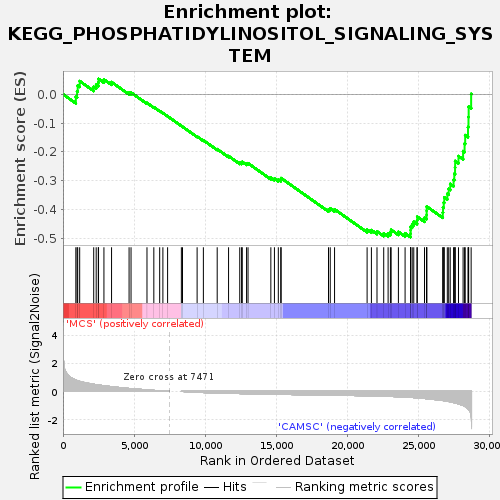 Enrichment plot:
KEGG_PHOSPHATIDYLINOSITOL_SIGNALING_SYS
TEM
Enrichment score (ES)
0.0
-0.1
-0.2
-0.3
-0.4
-0.5
'MCS' (positively correlated)
Ranked list metric (Signal2Noise)
4
2
0
-2
Zero cross at 7471
'CAMSC' (negatively correlated)
0
5,000
10,000
15,000
20,000
25,000
30,000
Rank in Ordered Dataset
Enrichment profile
Hits
Ranking metric scores